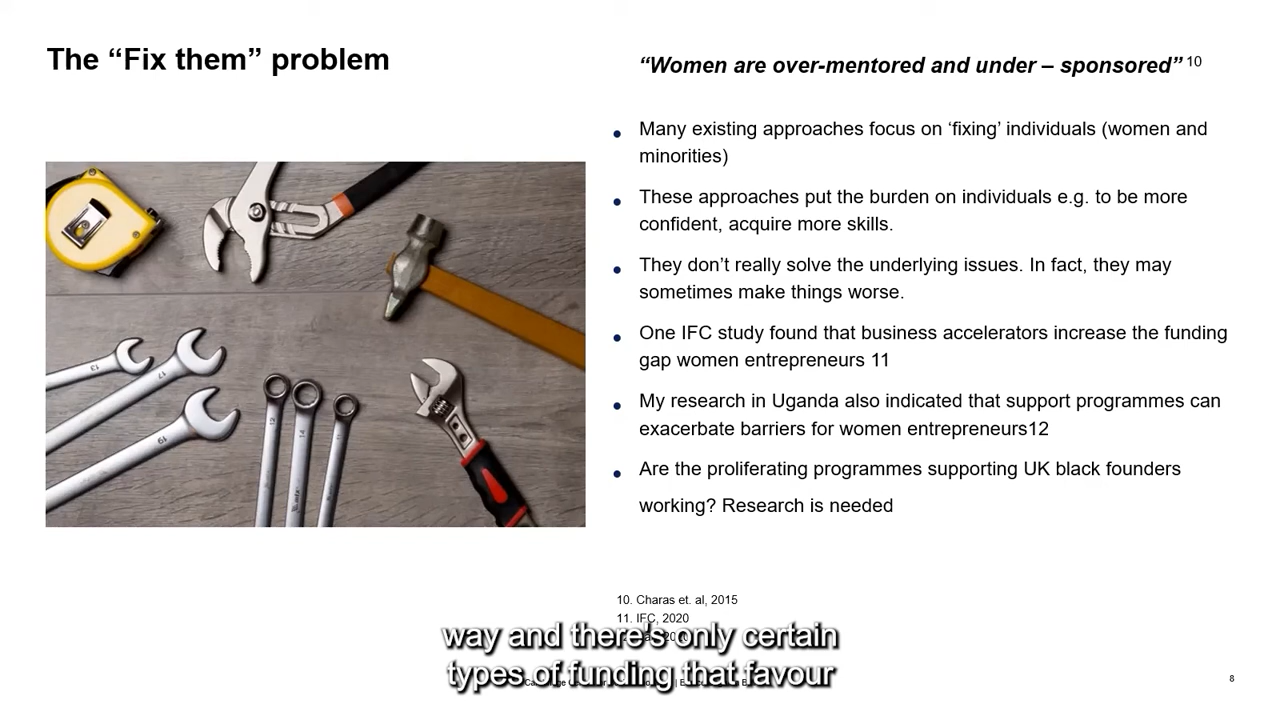 The “Fix them” problem
“Women are over-mentored and under – sponsored” 10
• Many existing approaches focus on ‘fixing’ individuals (women and
minorities)
• These approaches put the burden on individuals e.g. to be more
confident, acquire more skills.
• They don’t really solve the underlying issues. In fact, they may
sometimes make things worse.
• One IFC study found that business accelerators increase the funding
gap women entrepreneurs 11
• My research in Uganda also indicated that support programmes can
exacerbate barriers for women entrepreneurs12
• Are the proliferating programmes supporting UK black founders
working? Research is needed
10. Charas et. al, 2015
11. IFC, 2020
way and there's only certain
types of funding that favour
8